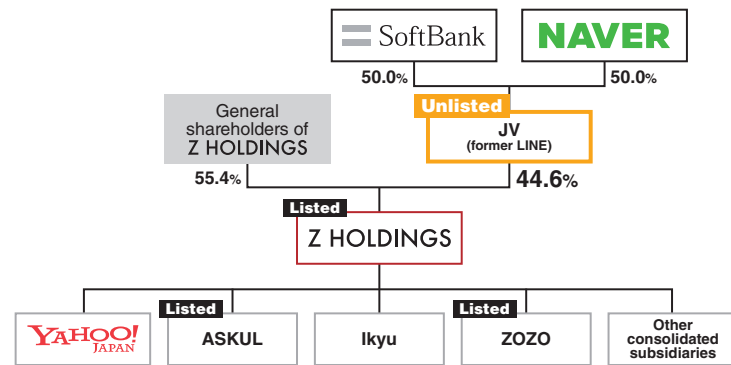 SoftBank
NAVER
50.0%
50.0%
General
shareholders of
Z HOLDINGS
Unlisted
JV
(former LINE)
55.4%
44.6%
Listed
Z HOLDINGS
YAHOO!
JAPAN
Listed
ASKUL
Ikyu
Listed
ZOZO
Other
consolidated
subsidiaries